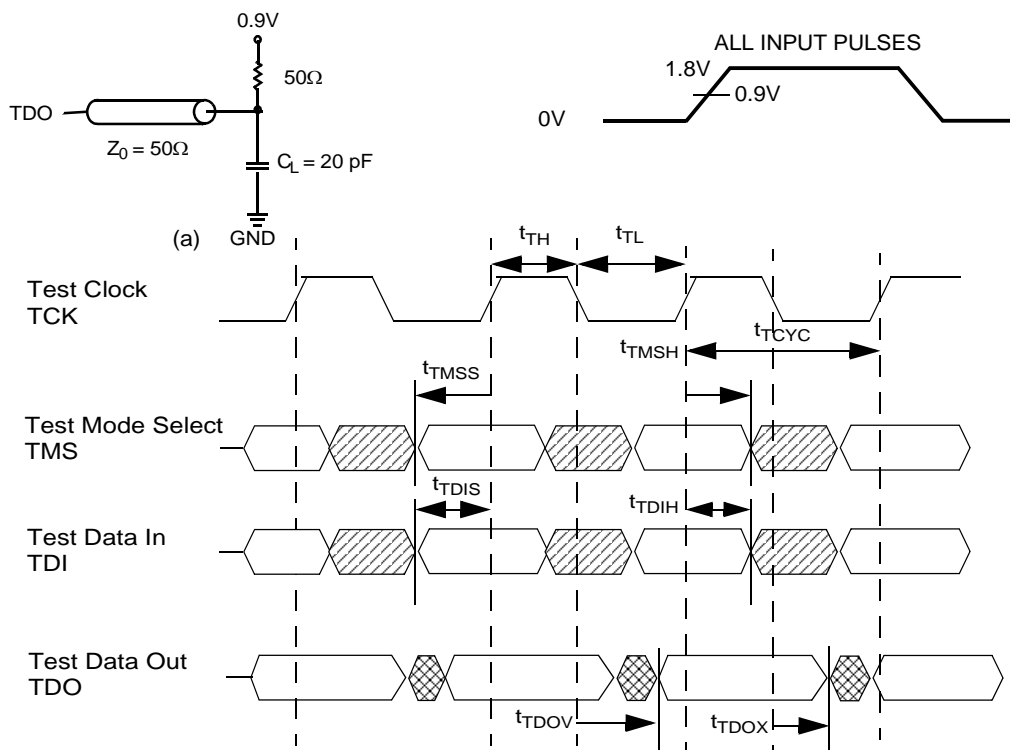 0.9V
50Ω
TDO
Z0 = 50Ω
CL = 20 pF
(a)
GND
ALL INPUT PULSES
1.8V
0.9V
0V
tTH
tTL
Test Clock
TCK
tTCYC
tTMSH
tTMSS
Test Mode Select
TMS
tTDIS
tTDIH
Test Data In
TDI
Test Data Out
TDO
tTDOV
tTDOX